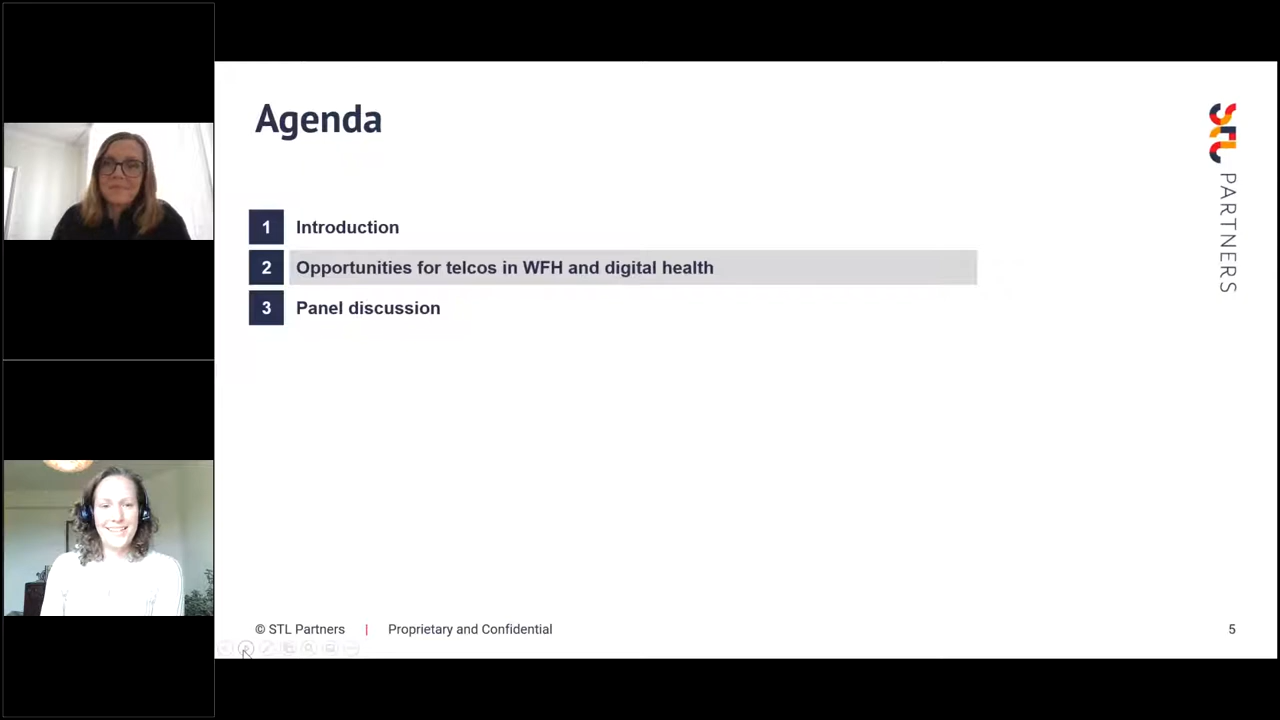 Agenda
STL PARTNERS
1 Introduction
2 Opportunities for telcos in WFH and digital health
3 Panel discussion
© STL Partners | Proprietary and Confidential
5